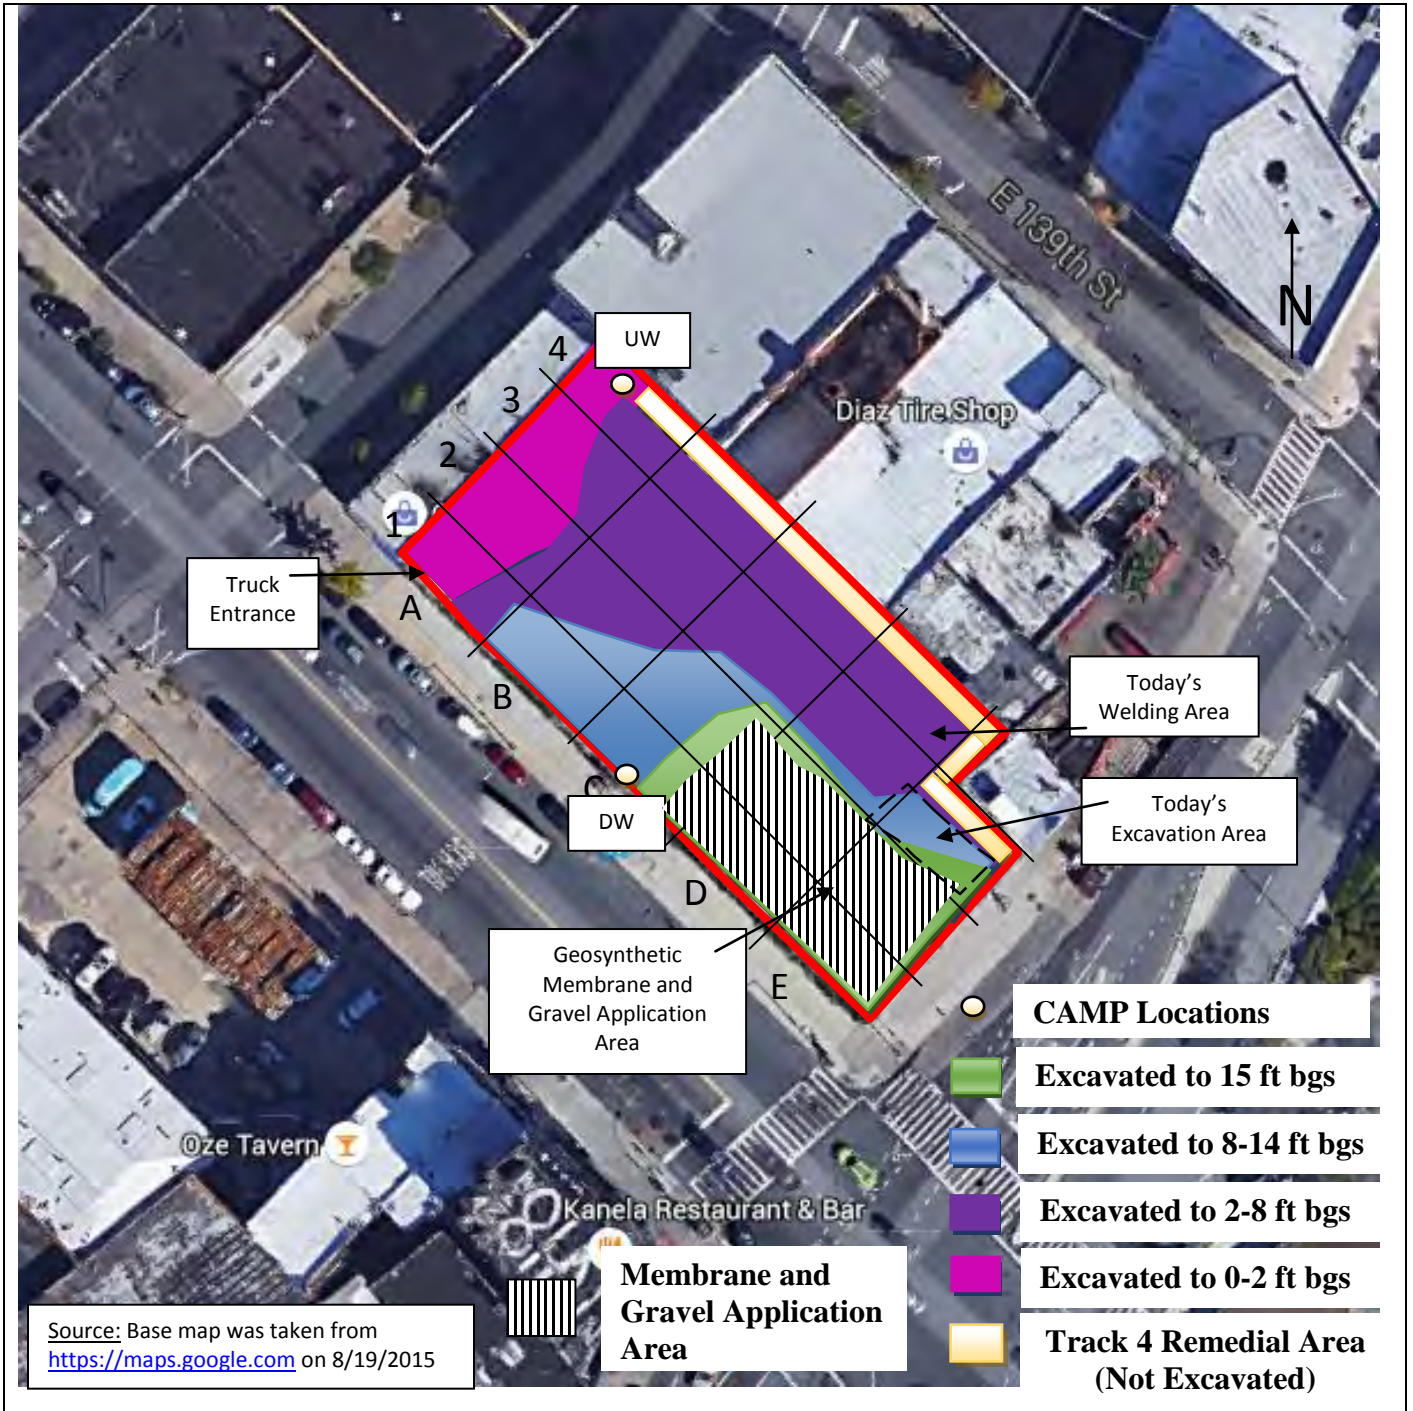 E 139th St
N
UW
4
3
Diaz Tire Shop
2
1
Truck
Entrance
A
B
Today's
Welding Area
C
DW
Today's
Excavation Area
D
Geosynthetic
Membrane and
Gravel Application
Area
E
CAMP Locations
Excavated to 15 ft bgs
Excavated to 8-14 ft bgs
Oze Tavern
Kanela Restaurant & Bar
Excavated to 2-8 ft bgs
Membrane and
Gravel Application
Area
Excavated to 0-2 ft bgs
Source: Base map was taken from
https://maps.google.com on 8/19/2015
Track 4 Remedial Area
(Not Excavated)